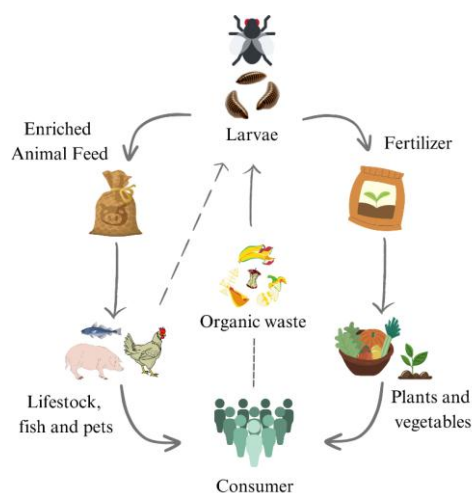 Larvae
Enriched
Animal Feed
Fertilizer
Organic waste
Lifestock,
fish and pets
Plants and
vegetables
Consumer